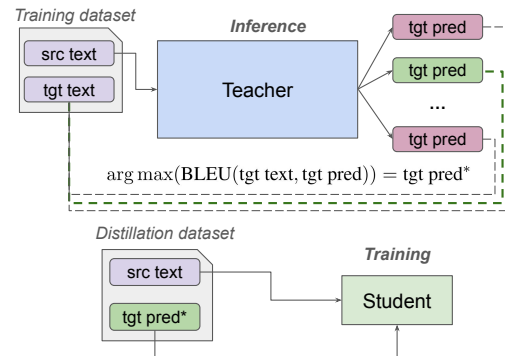 Training dataset
Inference
src text
tgt text
Teacher
tgt pred
tgt pred
...
tgt pred
arg max(BLEU(tgt text, tgt pred)) = tgt pred*
Distillation dataset
Training
src text
tgt pred*
Student